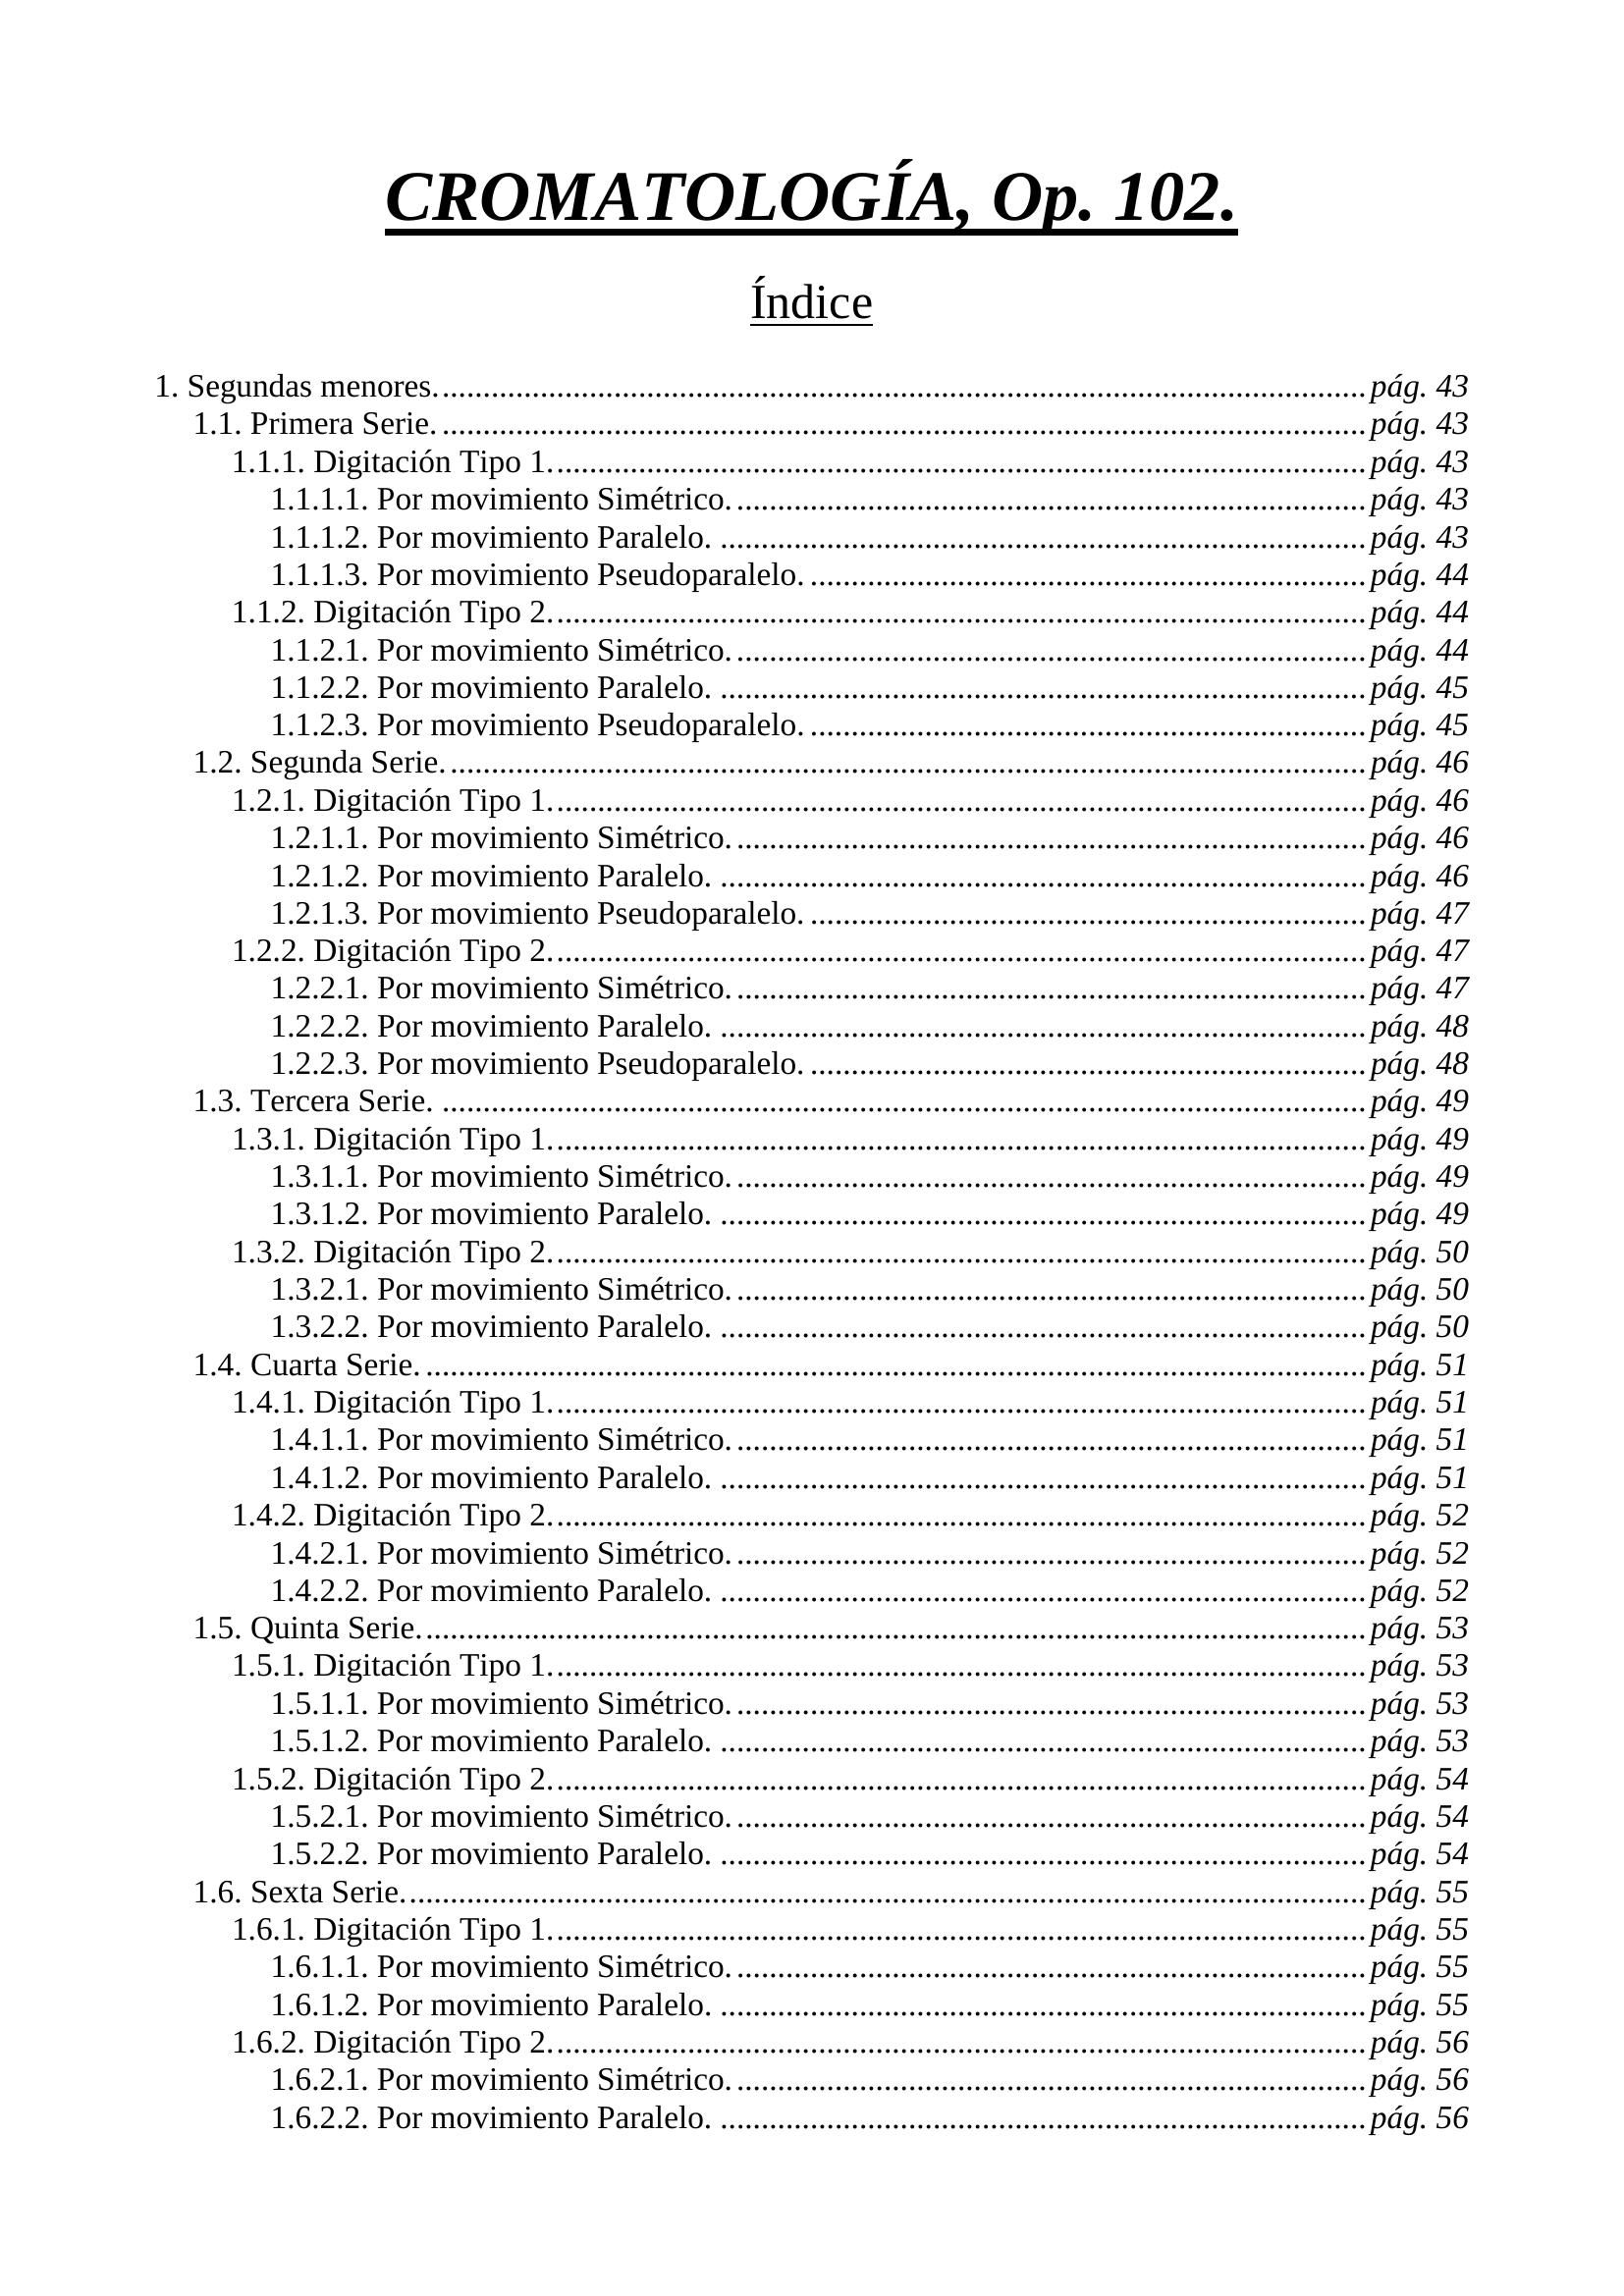 CROMATOLOGÍA, Op. 102.
Índice
1. Segundas menores. pág. 43
1.1. Primera Serie. pág. 43
1.1.1. Digitación Tipo 1. pág. 43
1.1.1.1. Por movimiento Simétrico. pág. 43
1.1.1.2. Por movimiento Paralelo. pág. 43
1.1.1.3. Por movimiento Pseudoparalelo. pág. 44
1.1.2. Digitación Tipo 2. pág. 44
1.1.2.1. Por movimiento Simétrico. pág. 44
1.1.2.2. Por movimiento Paralelo. pág. 45
1.1.2.3. Por movimiento Pseudoparalelo. pág. 45
1.2. Segunda Serie. pág. 46
1.2.1. Digitación Tipo 1. pág. 46
1.2.1.1. Por movimiento Simétrico. pág. 46
1.2.1.2. Por movimiento Paralelo. pág. 46
1.2.1.3. Por movimiento Pseudoparalelo. pág. 47
1.2.2. Digitación Tipo 2. pág. 47
1.2.2.1. Por movimiento Simétrico. pág. 47
1.2.2.2. Por movimiento Paralelo. pág. 48
1.2.2.3. Por movimiento Pseudoparalelo. pág. 48
1.3. Tercera Serie. pág. 49
1.3.1. Digitación Tipo 1. pág. 49
1.3.1.1. Por movimiento Simétrico. pág. 49
1.3.1.2. Por movimiento Paralelo. pág. 49
1.3.2. Digitación Tipo 2. pág. 50
1.3.2.1. Por movimiento Simétrico. pág. 50
1.3.2.2. Por movimiento Paralelo. pág. 50
1.4. Cuarta Serie. pág. 51
1.4.1. Digitación Tipo 1. pág. 51
1.4.1.1. Por movimiento Simétrico. pág. 51
1.4.1.2. Por movimiento Paralelo. pág. 51
1.4.2. Digitación Tipo 2. pág. 52
1.4.2.1. Por movimiento Simétrico. pág. 52
1.4.2.2. Por movimiento Paralelo. pág. 52
1.5. Quinta Serie. pág. 53
1.5.1. Digitación Tipo 1. pág. 53
1.5.1.1. Por movimiento Simétrico. pág. 53
1.5.1.2. Por movimiento Paralelo. pág. 53
1.5.2. Digitación Tipo 2. pág. 54
1.5.2.1. Por movimiento Simétrico. pág. 54
1.5.2.2. Por movimiento Paralelo. pág. 54
1.6. Sexta Serie. pág. 55
1.6.1. Digitación Tipo 1. pág. 55
1.6.1.1. Por movimiento Simétrico. pág. 55
1.6.1.2. Por movimiento Paralelo. pág. 55
1.6.2. Digitación Tipo 2. pág. 56
1.6.2.1. Por movimiento Simétrico. pág. 56
1.6.2.2. Por movimiento Paralelo. pág. 56